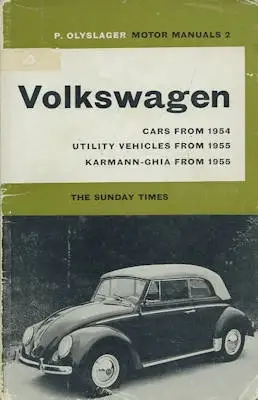 P. OLYSLAGER MOTOR MANUALS 2
Volkswagen
CARS FROM 1954
UTILITY VEHICLES FROM 1955
KARMANN-GHIA FROM 1955
THE SUNDAY TIMES